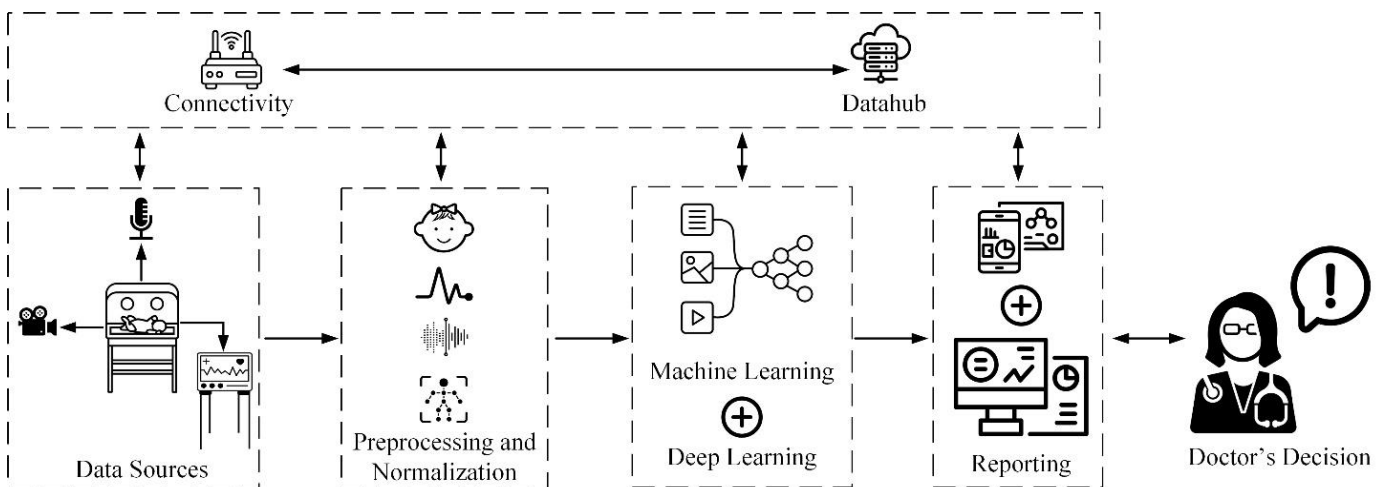 Connectivity
Datahub
Data Sources
Preprocessing and
Normalization
Machine Learning
Deep Learning
Reporting
Doctor's Decision